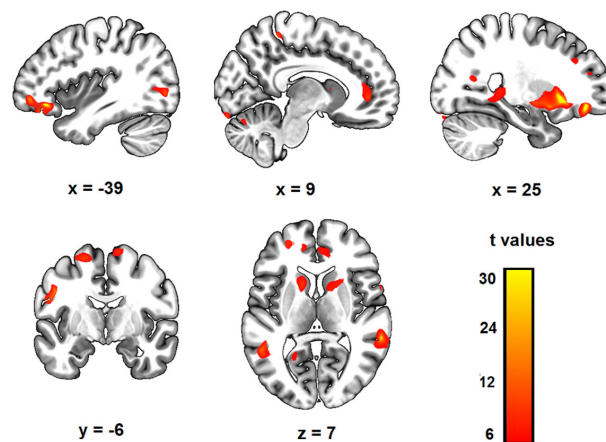 x = -39
x = 9
x = 25
y = -6
z = 7
t values
30
24
12
6